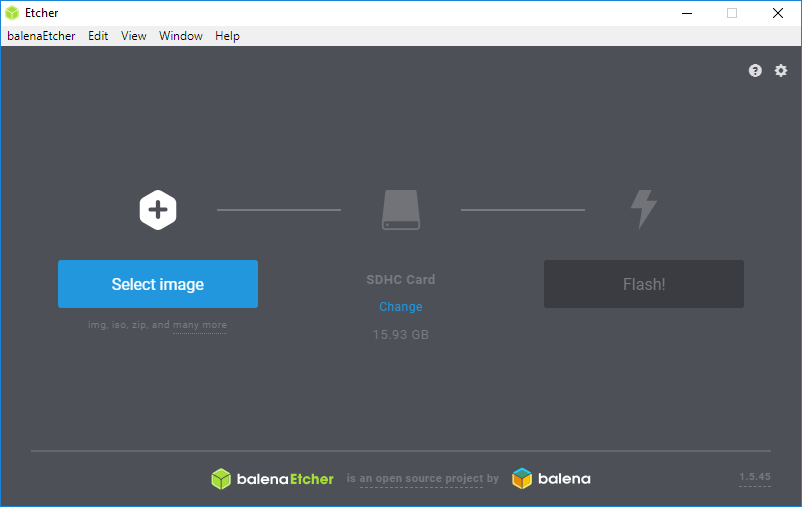 Etcher
balenaEtcher Edit View Window Help
Select image
img, iso, zip, and many more
SDHC Card
Change
15.93 GB
Flash!
balenaEtcher is an open source project by balena
1.5.45